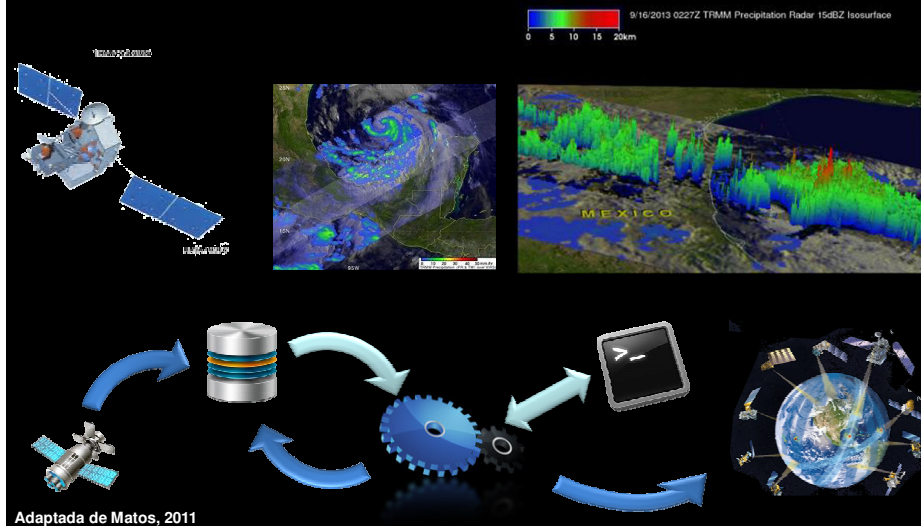 9/16/2013 0227Z TRMM Precipitation Radar 15dBZ Isosurface
0 5 10 15 20km
25N
20N
15N
95W
MEXICO
>_
Adaptada de Matos, 2011